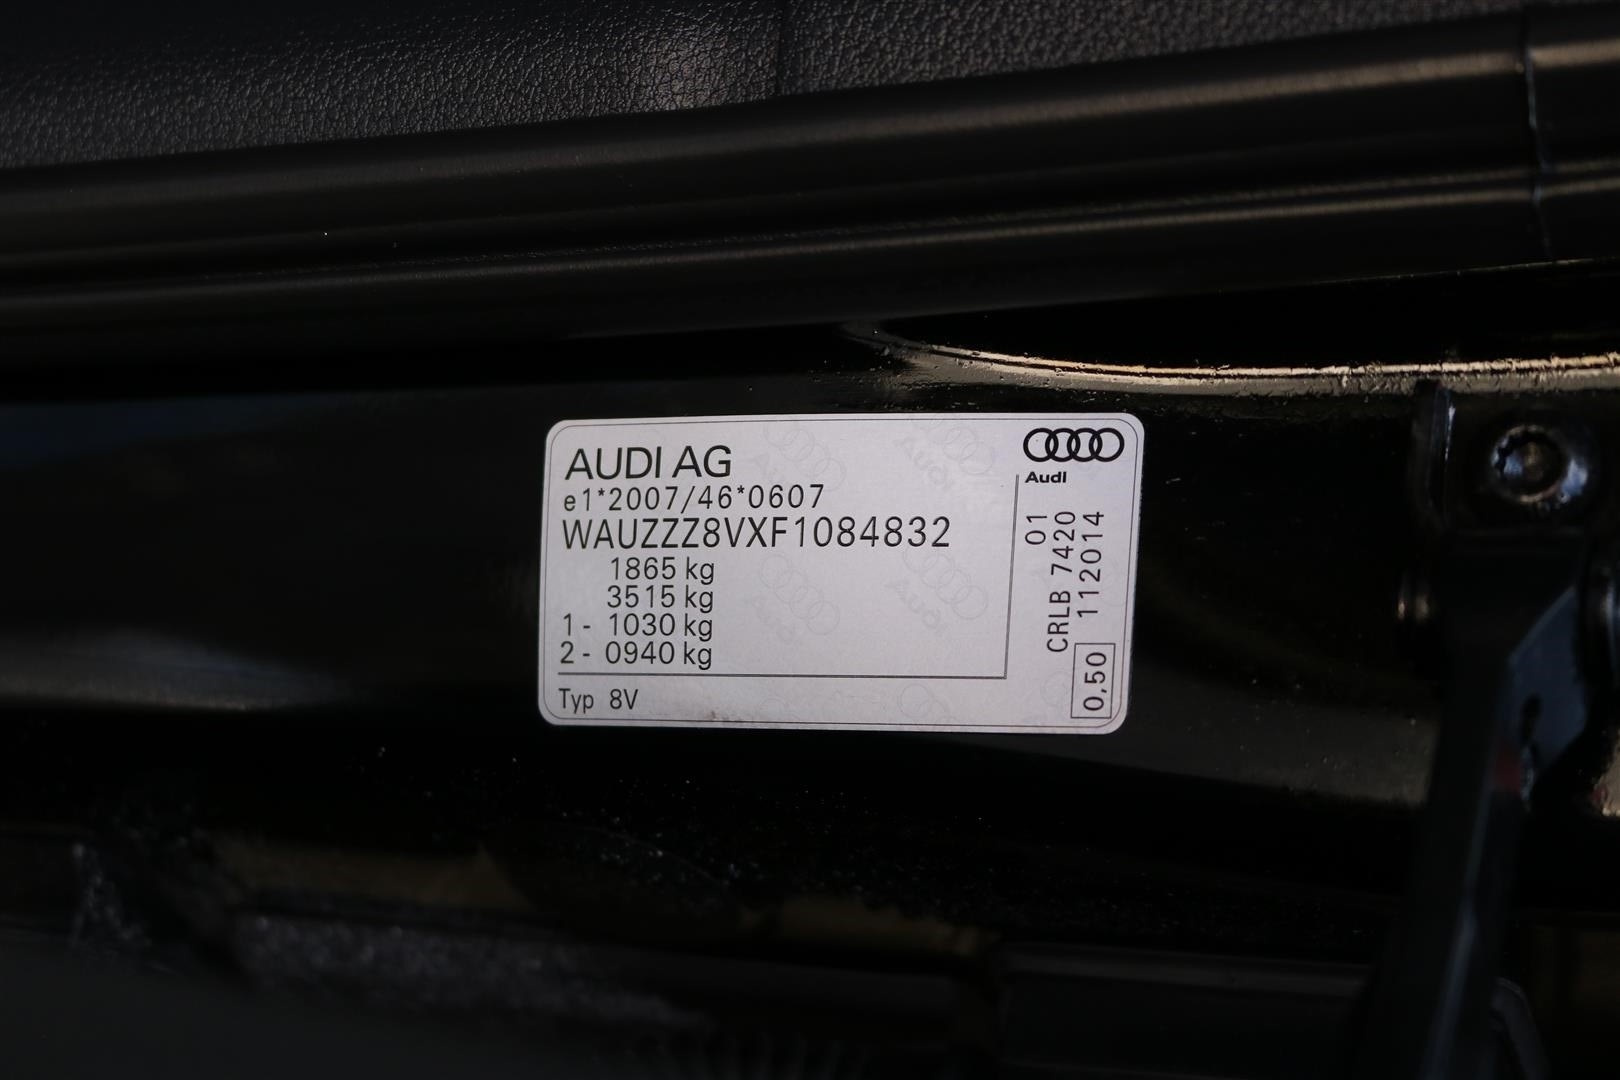 AUDI AG
e1*2007/46*0607
WAUZZZ8VXF1084832
1865 kg
3515 kg
1 - 1030 kg
2 - 0940 kg
Typ 8V
Audi
01
CRLB 7420
112014
0,50